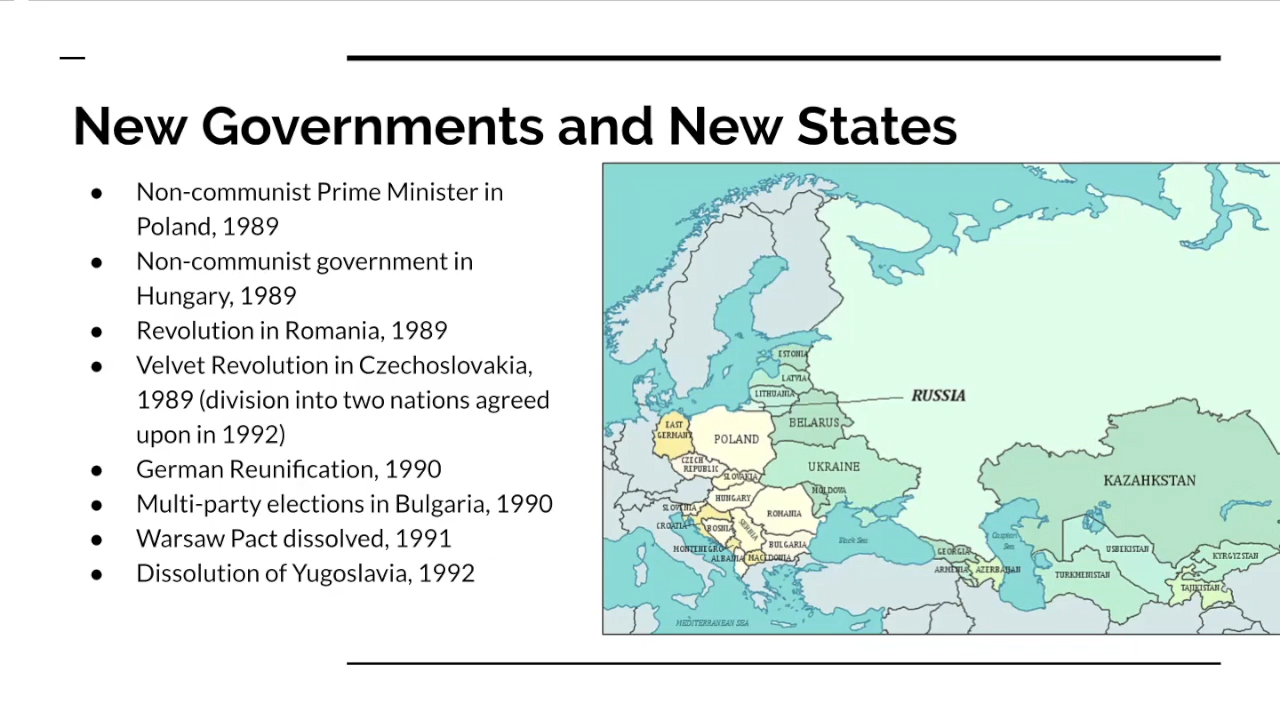 New Governments and New States
● Non-communist Prime Minister in
Poland, 1989
● Non-communist government in
Hungary, 1989
● Revolution in Romania, 1989
● Velvet Revolution in Czechoslovakia,
1989 (division into two nations agreed
upon in 1992)
● German Reunification, 1990
● Multi-party elections in Bulgaria, 1990
● Warsaw Pact dissolved, 1991
● Dissolution of Yugoslavia, 1992
ESTONIA
LATVIA
LITHUANIA
RUSSIA
BELARUS
EAST
GERMANY
POLAND
CZECH
REPUBLIC
SLOVAKIA
UKRAINE
KAZAHKSTAN
MOLDOVA
HUNGARY
SLOVENIA
ROMANIA
CROATIA
BOSNIA
SERBIA
Black Sea
Caspian
Sea
BULGARIA
MONTENEGRO
ALBANIA
MACEDONIA
GEORGIA
USBEKISTAN
KYRGYZSTAN
ARMENIA
AZERBAIJAN
TURKHENISTAN
TAJIKISTAN
MEDITERRANEAN SEA